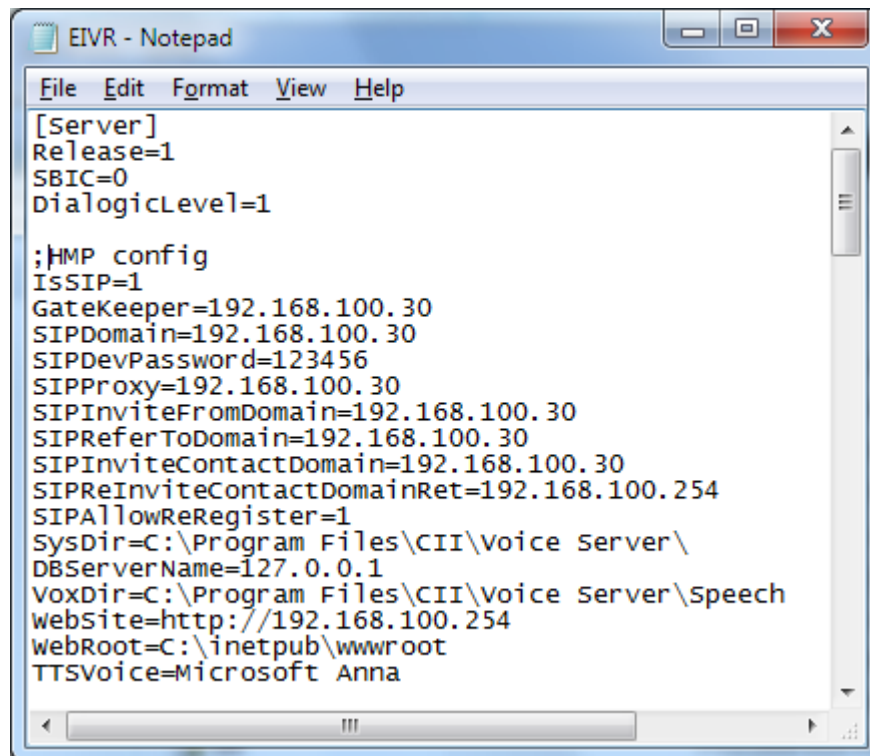 EIVR - Notepad
File Edit Format View Help
[Server]
Release=1
SBIC=0
DialogicLevel=1
;HMP config
IsSIP=1
GateKeeper=192.168.100.30
SIPDomain=192.168.100.30
SIPDevPassword=123456
SIPProxy=192.168.100.30
SIPInviteFromDomain=192.168.100.30
SIPReferToDomain=192.168.100.30
SIPInviteContactDomain=192.168.100.30
SIPReInviteContactDomainRet=192.168.100.254
SIPAllowReRegister=1
SysDir=C:\Program Files\CII\Voice Server\
DBServerName=127.0.0.1
VoxDir=C:\Program Files\CII\Voice Server\Speech
WebSite=http://192.168.100.254
WebRoot=C:\inetpub\wwwroot
TTSVoice=Microsoft Anna